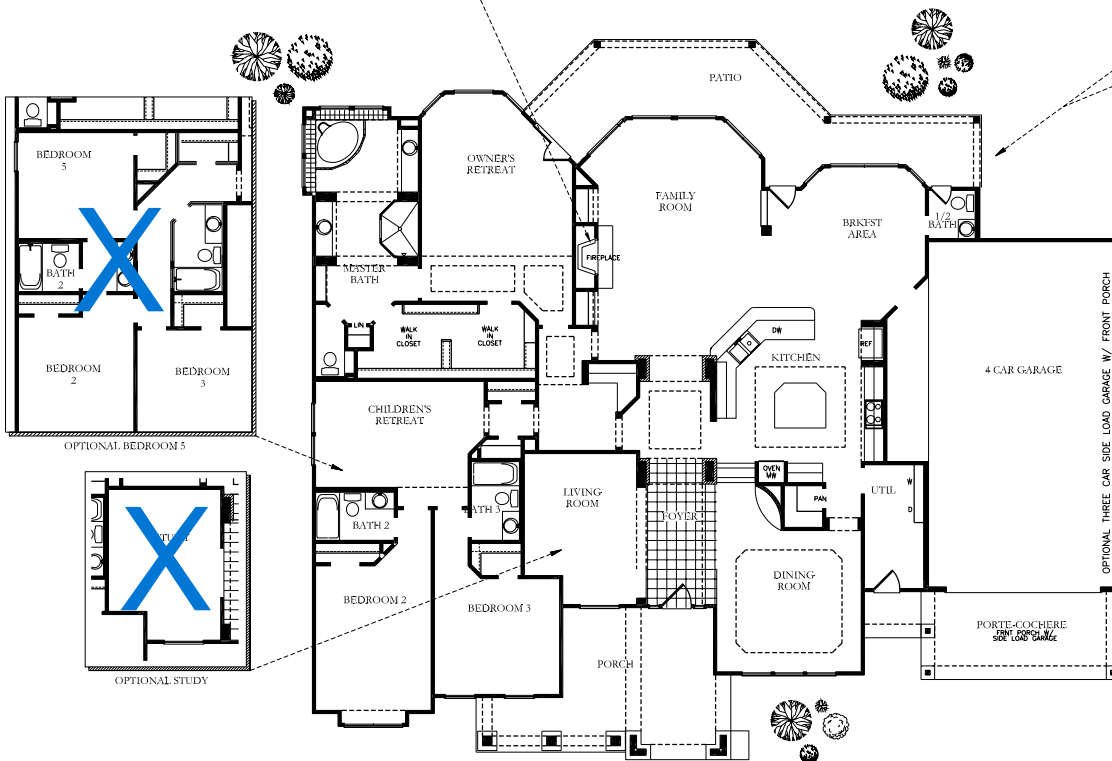 PATIO
BEDROOM
5
OWNER'S
RETREAT
FAMILY
ROOM
BRKFST
AREA
1/2
BATH
FIREPLACE
BATH
2
MASTER
BATH
LIN
WALK
IN
CLOSET
WALK
IN
CLOSET
DW
REF
KITCHEN
BEDROOM
2
BEDROOM
3
4 CAR GARAGE
OPTIONAL THREE CAR SIDE LOAD GARAGE W/ FRONT PORCH
CHILDREN'S
RETREAT
OPTIONAL BEDROOM 5
OVEN
MW
UTIL
W
D
PAN
LIVING
ROOM
FOYER
BATH 2
BATH 3
DINING
ROOM
BEDROOM 2
BEDROOM 3
PORTE-COCHERE
FRNT PORCH W/
SIDE LOAD GARAGE
PORCH
OPTIONAL STUDY